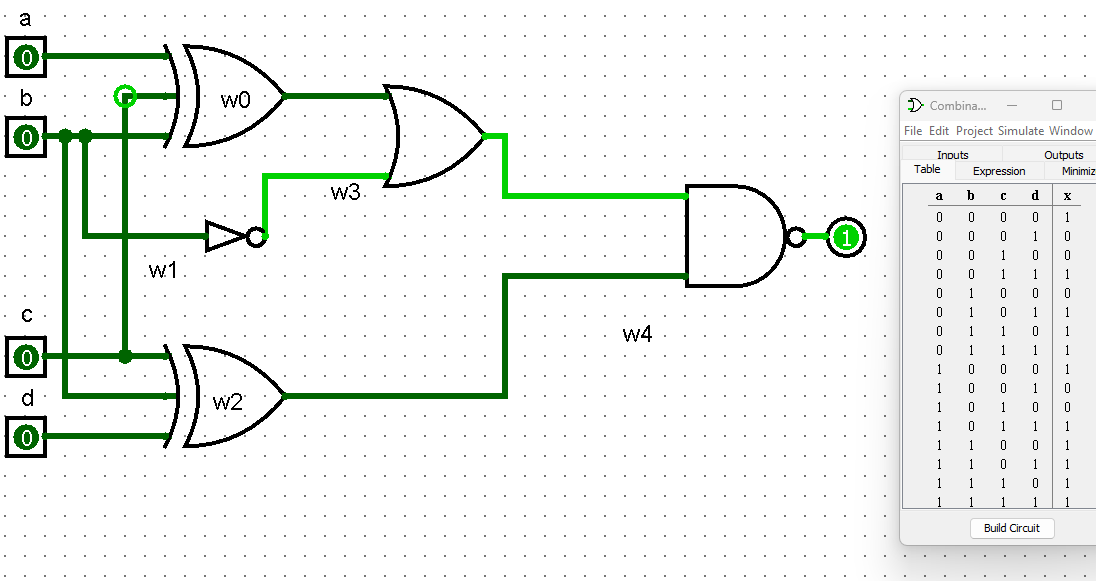 a
b
w0
w3
w1
c
d
w2
w4
0
0
0
0
1
Combina...
File Edit Project Simulate Window
Inputs Outputs
Table Expression Minimiz
a b c d x
0 0 0 0 1
0 0 0 1 0
0 0 1 0 0
0 0 1 1 1
0 1 0 0 0
0 1 0 1 1
0 1 1 0 1
0 1 1 1 1
1 0 0 0 1
1 0 0 1 0
1 0 1 0 0
1 0 1 1 1
1 1 0 0 1
1 1 0 1 1
1 1 1 0 1
1 1 1 1 1
Build Circuit